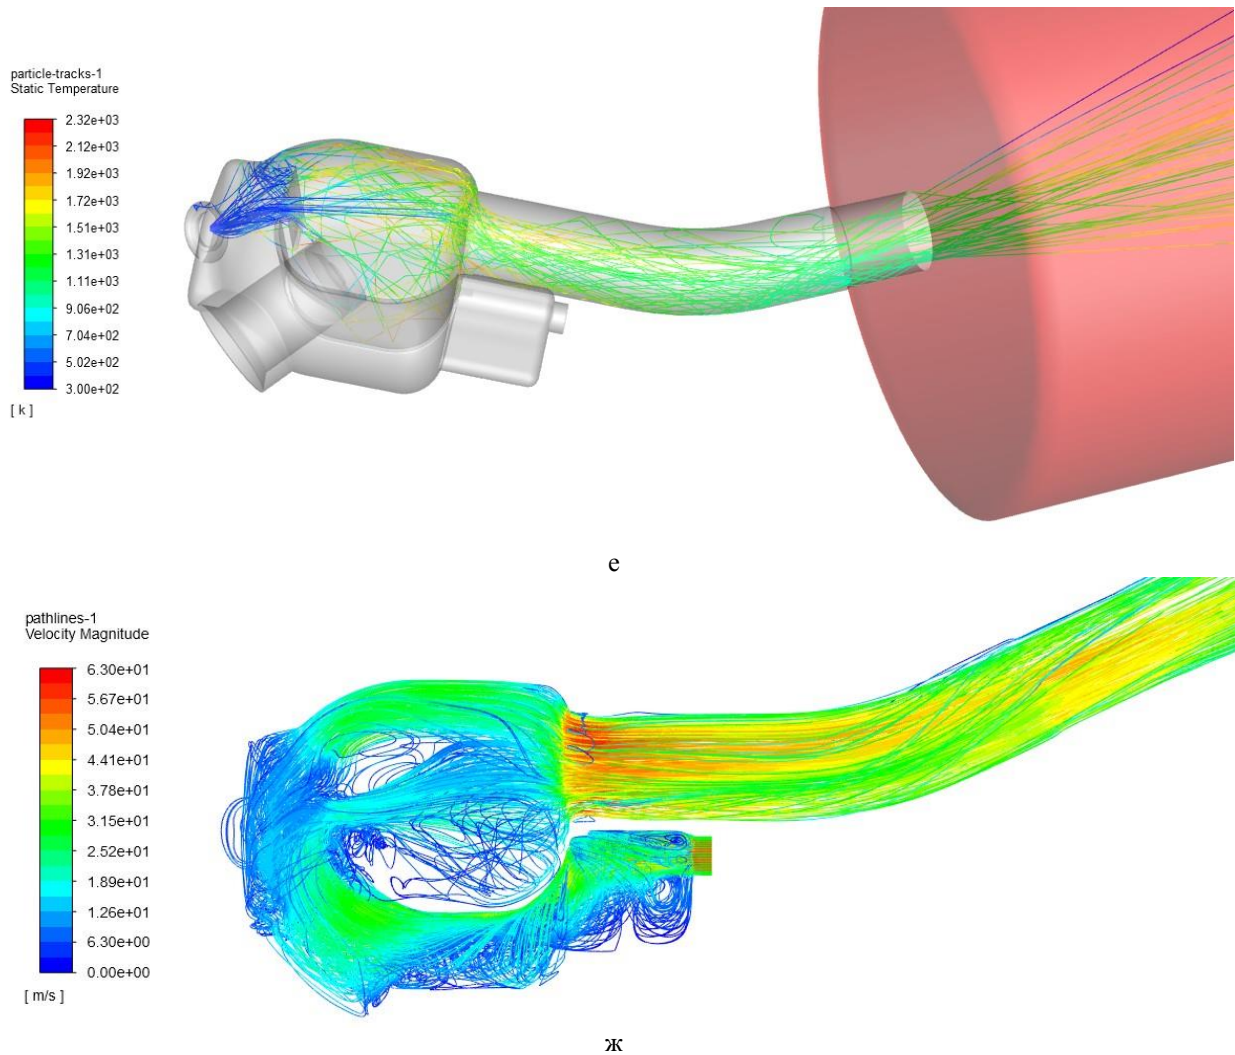 particle-tracks-1
Static Temperature
2.32e+03
2.12e+03
1.92e+03
1.72e+03
1.51e+03
1.31e+03
1.11e+03
9.06e+02
7.04e+02
5.02e+02
3.00e+02
[ k ]
е
pathlines-1
Velocity Magnitude
6.30e+01
5.67e+01
5.04e+01
4.41e+01
3.78e+01
3.15e+01
2.52e+01
1.89e+01
1.26e+01
6.30e+00
0.00e+00
[ m/s ]
ж